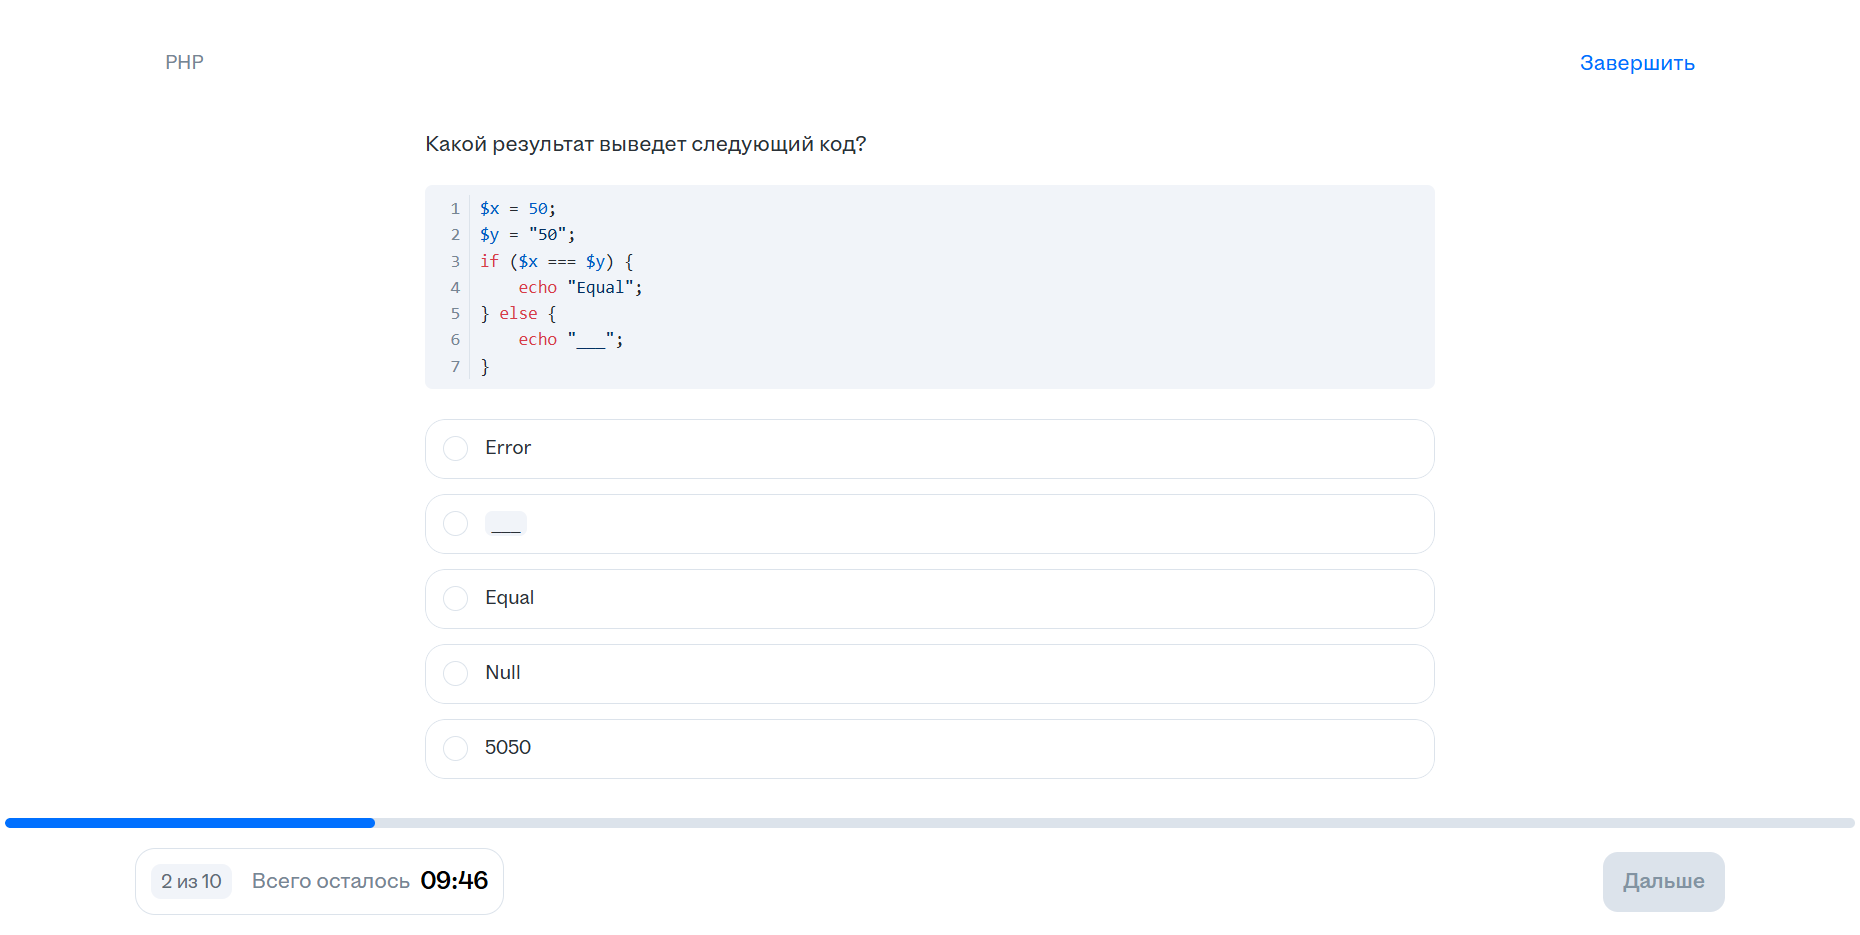 PHP
Завершить
Какой результат выведет следующий код?
1 $x = 50;
2 $y = "50";
3 if ($x === $y) {
4     echo "Equal";
5 } else {
6     echo "___";
7 }
Error
___
Equal
Null
5050
2 из 10 Всего осталось 09:46
Дальше